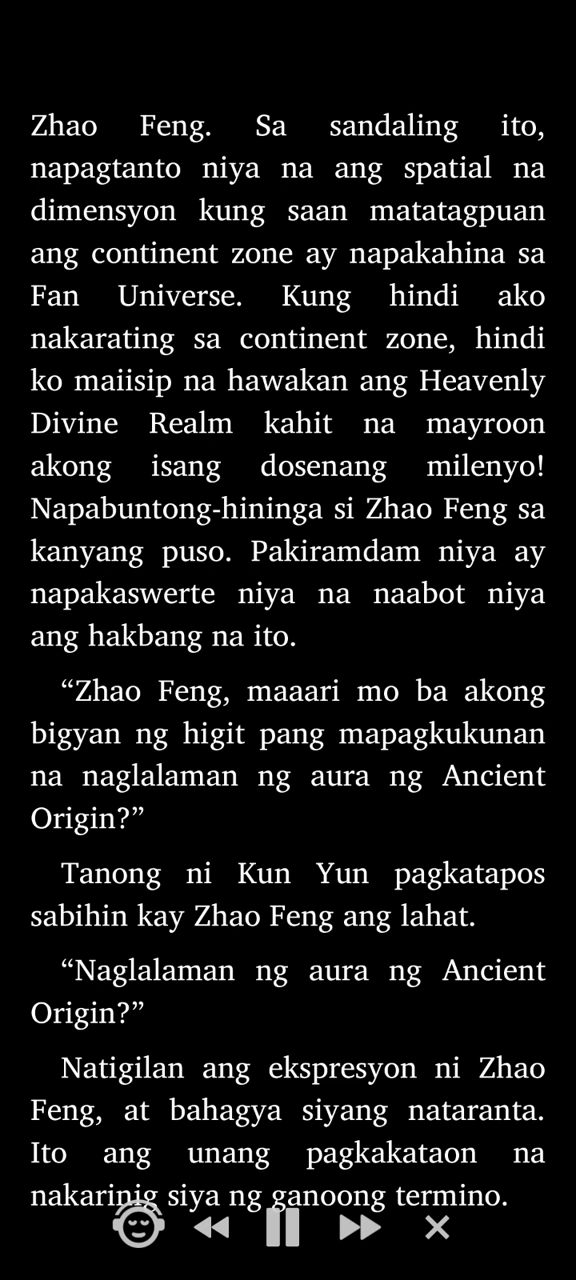 Zhao Feng. Sa sandaling ito,
napagtanto niya na ang spatial na
dimensyon kung saan matatagpuan
ang continent zone ay napakahina sa
Fan Universe. Kung hindi ako
nakarating sa continent zone, hindi
ko maiisip na hawakan ang Heavenly
Divine Realm kahit na mayroon
akong isang dosenang milenyo!
Napabuntong-hininga si Zhao Feng sa
kanyang puso. Pakiramdam niya ay
napakaswerte niya na naabot niya
ang hakbang na ito.
“Zhao Feng, maaari mo ba akong
bigyan ng higit pang mapagkukunan
na naglalaman ng aura ng Ancient
Origin?”
Tanong ni Kun Yun pagkatapos
sabihin kay Zhao Feng ang lahat.
“Naglalaman ng aura ng Ancient
Origin?”
Natigilan ang ekspresyon ni Zhao
Feng, at bahagya siyang nataranta.
Ito ang unang pagkakataon na
nakarinig siya ng ganoong termino.